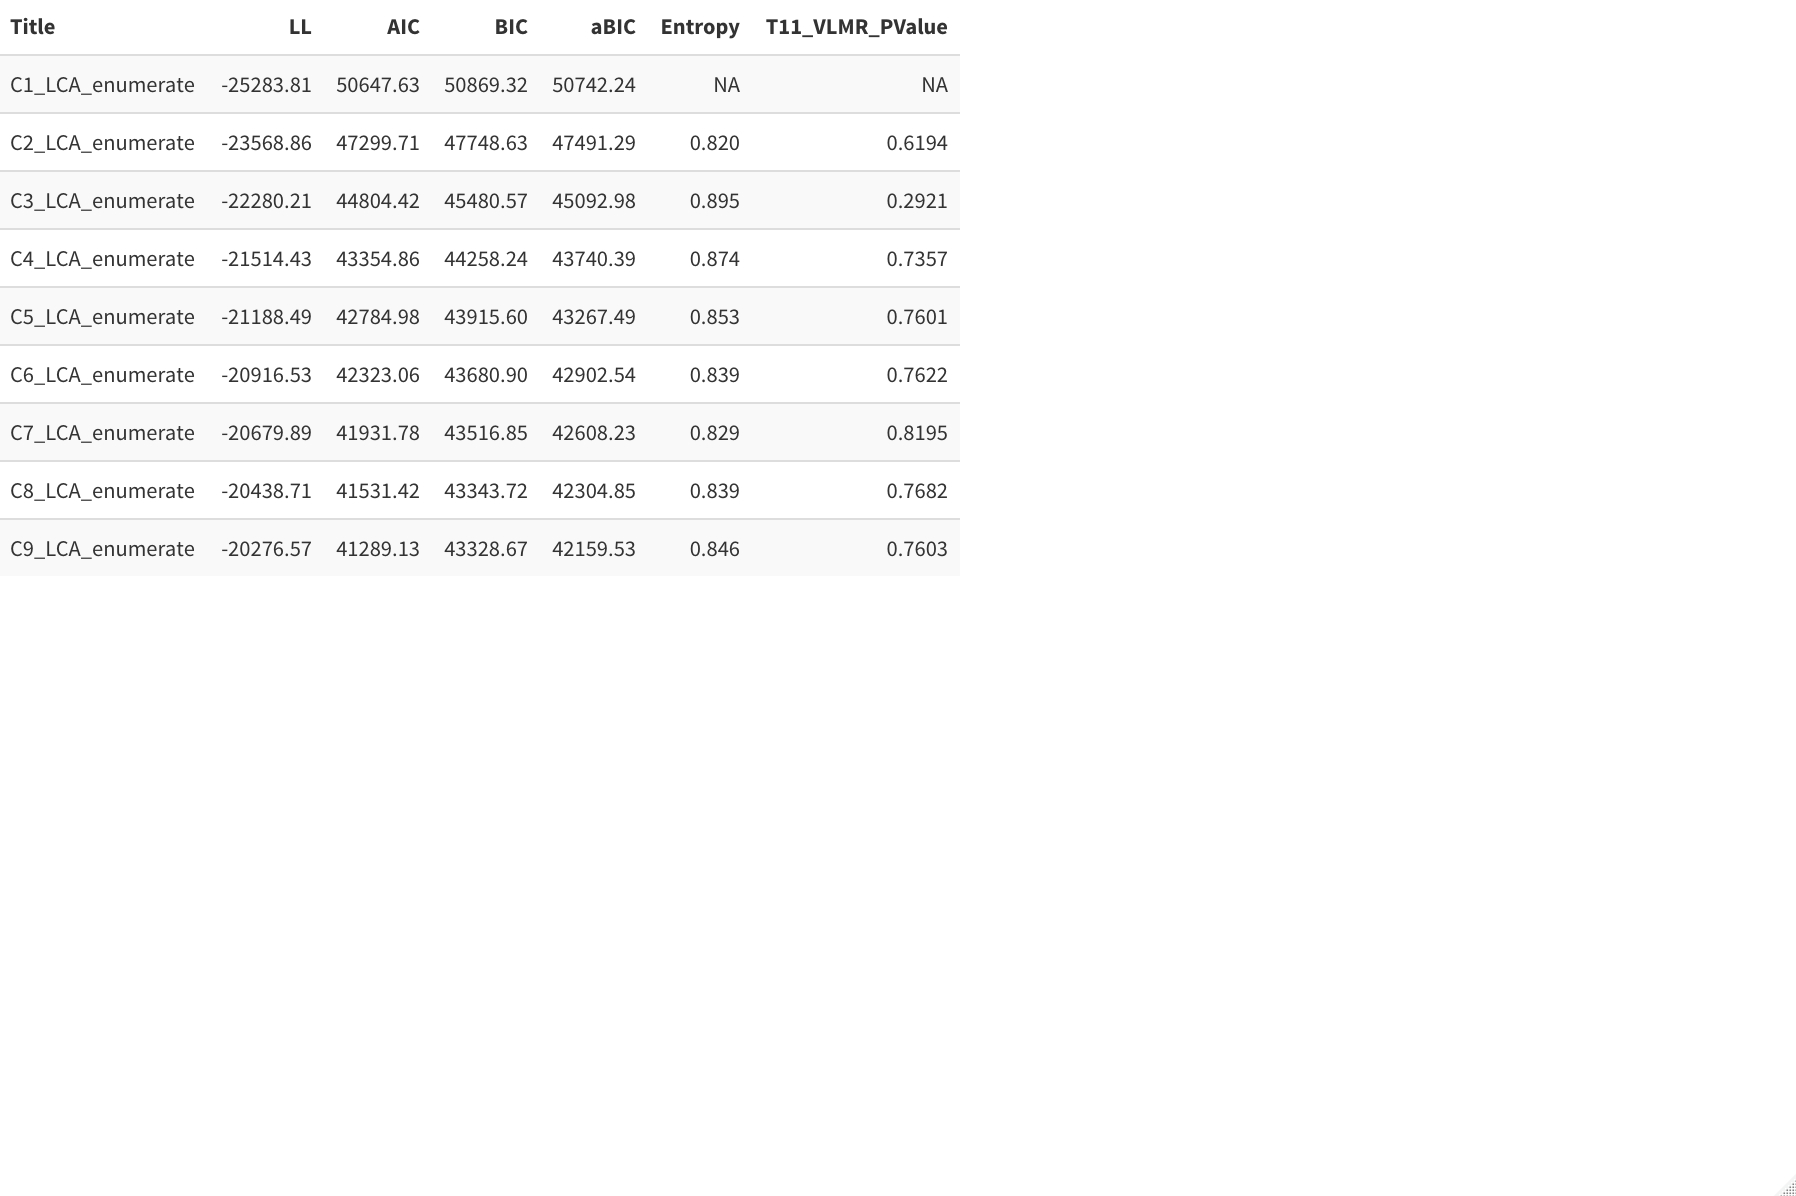 Title LL AIC BIC aBIC Entropy T11_VLMR_PValue
C1_LCA_enumerate -25283.81 50647.63 50869.32 50742.24 NA NA
C2_LCA_enumerate -23568.86 47299.71 47748.63 47491.29 0.820 0.6194
C3_LCA_enumerate -22280.21 44804.42 45480.57 45092.98 0.895 0.2921
C4_LCA_enumerate -21514.43 43354.86 44258.24 43740.39 0.874 0.7357
C5_LCA_enumerate -21188.49 42784.98 43915.60 43267.49 0.853 0.7601
C6_LCA_enumerate -20916.53 42323.06 43680.90 42902.54 0.839 0.7622
C7_LCA_enumerate -20679.89 41931.78 43516.85 42608.23 0.829 0.8195
C8_LCA_enumerate -20438.71 41531.42 43343.72 42304.85 0.839 0.7682
C9_LCA_enumerate -20276.57 41289.13 43328.67 42159.53 0.846 0.7603